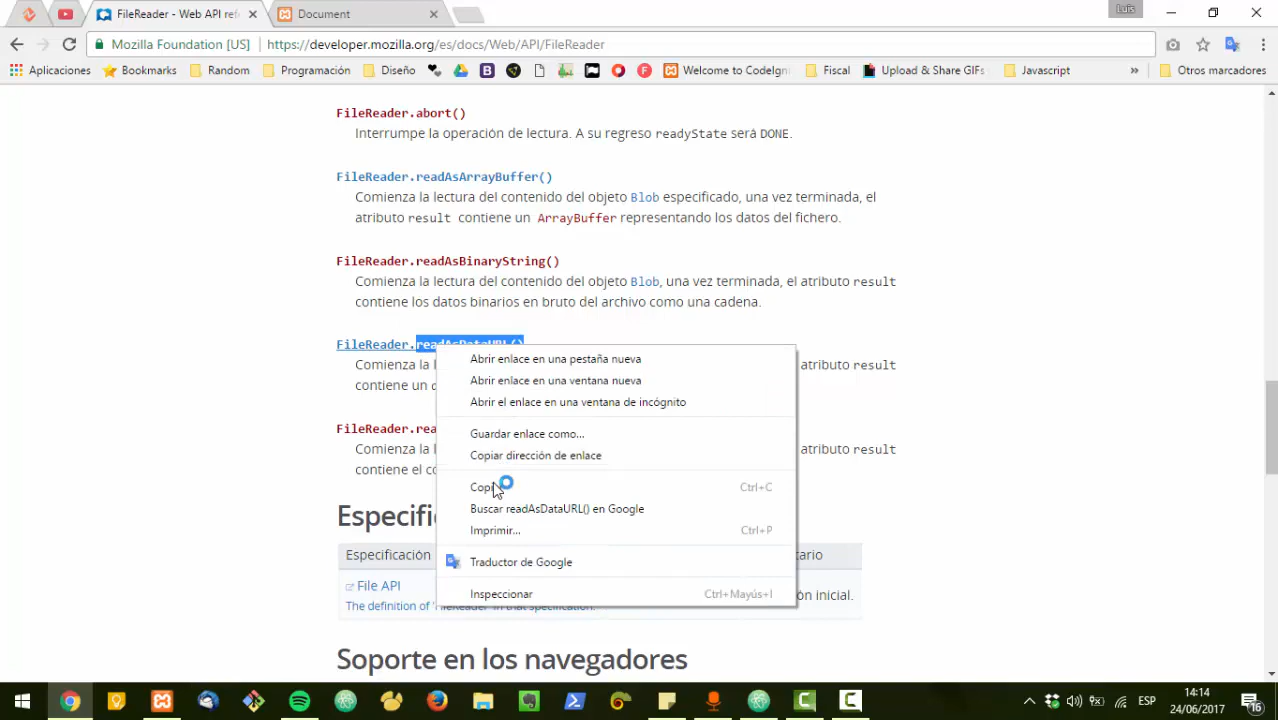 FileReader - Web API ref
Document
Luis
Mozilla Foundation [US] https://developer.mozilla.org/es/docs/Web/API/FileReader
Aplicaciones Bookmarks Random Programación Diseño Welcome to CodeIgn Fiscal Upload & Share GIFs Javascript » Otros marcadores
FileReader.abort()
Interrumpe la operación de lectura. A su regreso readyState será DONE.
FileReader.readAsArrayBuffer()
Comienza la lectura del contenido del objeto Blob especificado, una vez terminada, el
atributo result contiene un ArrayBuffer representando los datos del fichero.
FileReader.readAsBinaryString()
Comienza la lectura del contenido del objeto Blob, una vez terminada, el atributo result
contiene los datos binarios en bruto del archivo como una cadena.
FileReader.readAsDataURL()
Comienza la atributo result
contiene un
FileReader.
Comienza la atributo result
contiene el
Abrir enlace en una pestaña nueva
Abrir enlace en una ventana nueva
Abrir el enlace en una ventana de incógnito
Guardar enlace como...
Copiar dirección de enlace
Ctrl+C
Buscar readAsDataURL() en Google
Imprimir... Ctrl+P
Traductor de Google
Inspeccionar Ctrl+Mayús+I
Especificación
File API
The definition of "FileReader" in that specification.
ón inicial.
Soporte en los navegadores
ESP
14:14
24/06/2017
16